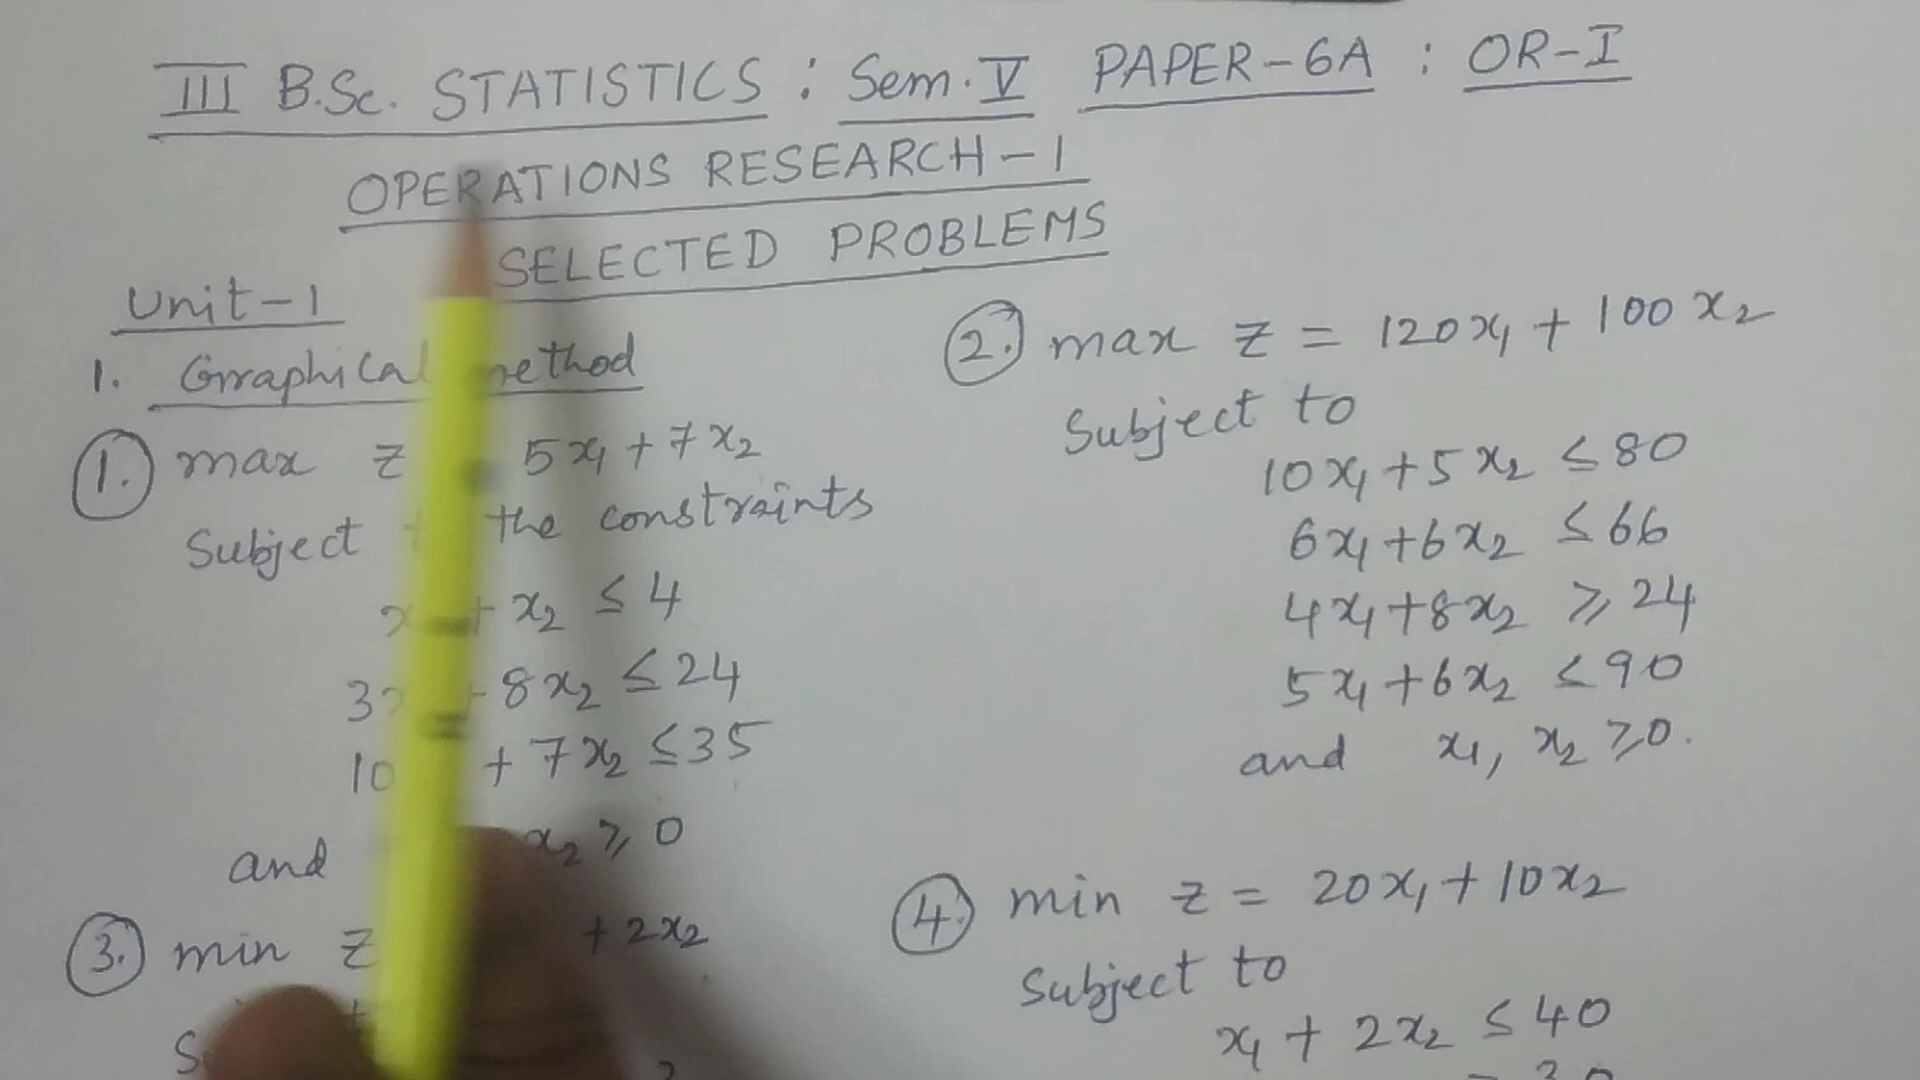 III B.Sc. STATISTICS : Sem. V PAPER-6A : OR-I
OPERATIONS RESEARCH-1
SELECTED PROBLEMS
Unit-1
1. Graphical method
1. max z = 5x₁ + 7x₂
Subject the constraints
+ x₂ ≤ 4
+ 8x₂ ≤ 24
10 + 7x₂ ≤ 35
and x₂ ≥ 0
2. max z = 120x₁ + 100x₂
Subject to
10x₁ + 5x₂ ≤ 80
6x₁ + 6x₂ ≤ 66
4x₁ + 8x₂ ≥ 24
5x₁ + 6x₂ ≤ 90
and x₁, x₂ ≥ 0.
3. min z + 2x₂
4. min z = 20x₁ + 10x₂
Subject to
x₁ + 2x₂ ≤ 40